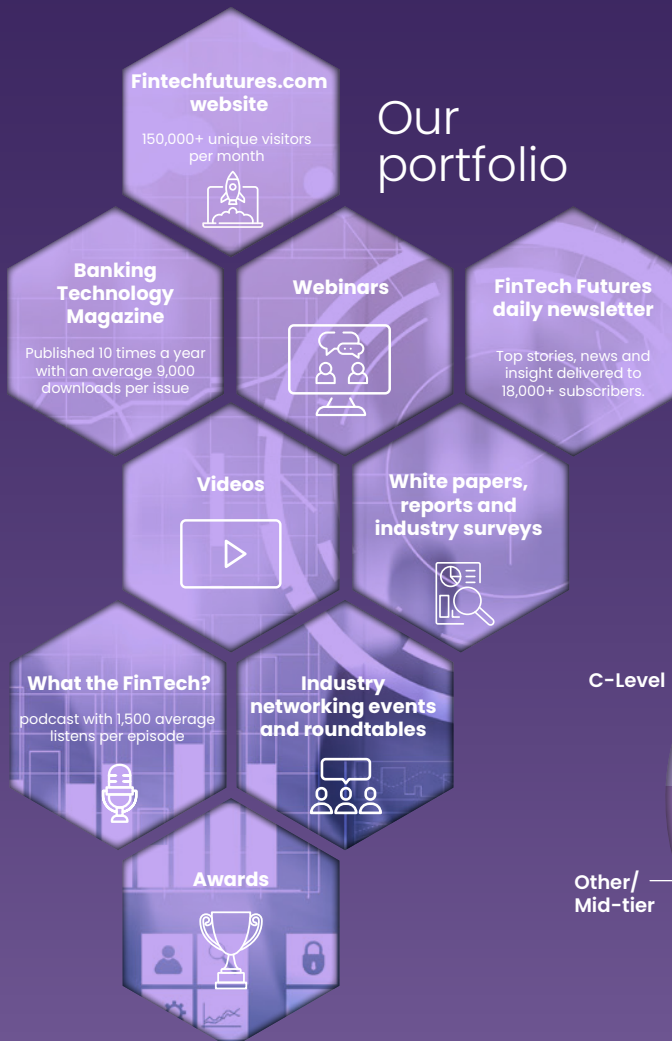 Fintechfutures.com
website
150,000+ unique visitors
per month
Our
portfolio
Banking
Technology
Magazine
Published 10 times a year
with an average 9,000
downloads per issue
Webinars
FinTech Futures
daily newsletter
Top stories, news and
insight delivered to
18,000+ subscribers.
Videos
White papers,
reports and
industry surveys
What the FinTech?
podcast with 1,500 average
listens per episode
Industry
networking events
and roundtables
Awards
C-Level
Other/
Mid-tier